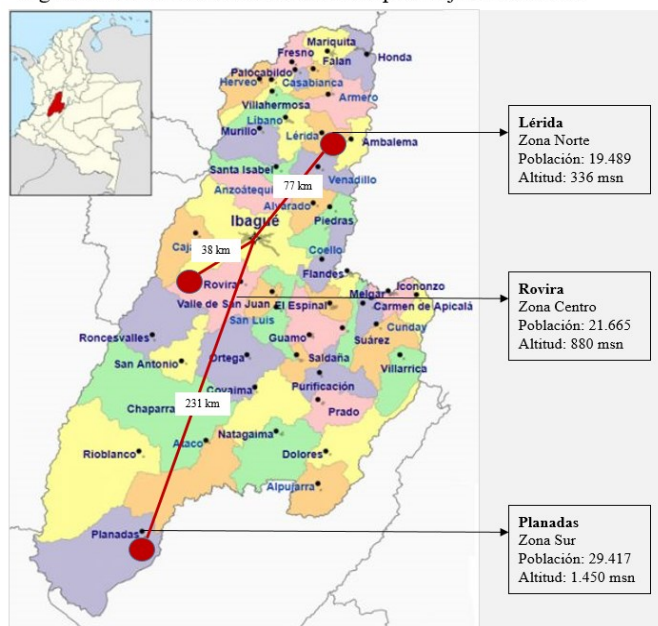 Mariquita
Fresno
Falan
Honda
Palocabildo
Herveo
Casabianca
Villahermosa
Armero
Líbano
Murillo
Lérida
Ambalema
Santa Isabel
Venadillo
77 km
Anzoátegui
Alvarado
Ibagué
Piedras
Caja
38 km
Coello
Flandes
Rovira
Melgar
Icononzo
Valle de San Juan
El Espinal
Carmen de Apicalá
San Luis
Cunday
Suárez
Roncesvalles
Guamo
San Antonio
Ortega
Saldaña
Villarrica
Coyaima
Purificación
Chaparra
231 km
Prado
Natagaima
Ataco
Rioblanco
Dolores
Alpujarra
Planadas
Lérida
Zona Norte
Población: 19.489
Altitud: 336 msn
Rovira
Zona Centro
Población: 21.665
Altitud: 880 msn
Planadas
Zona Sur
Población: 29.417
Altitud: 1.450 msn